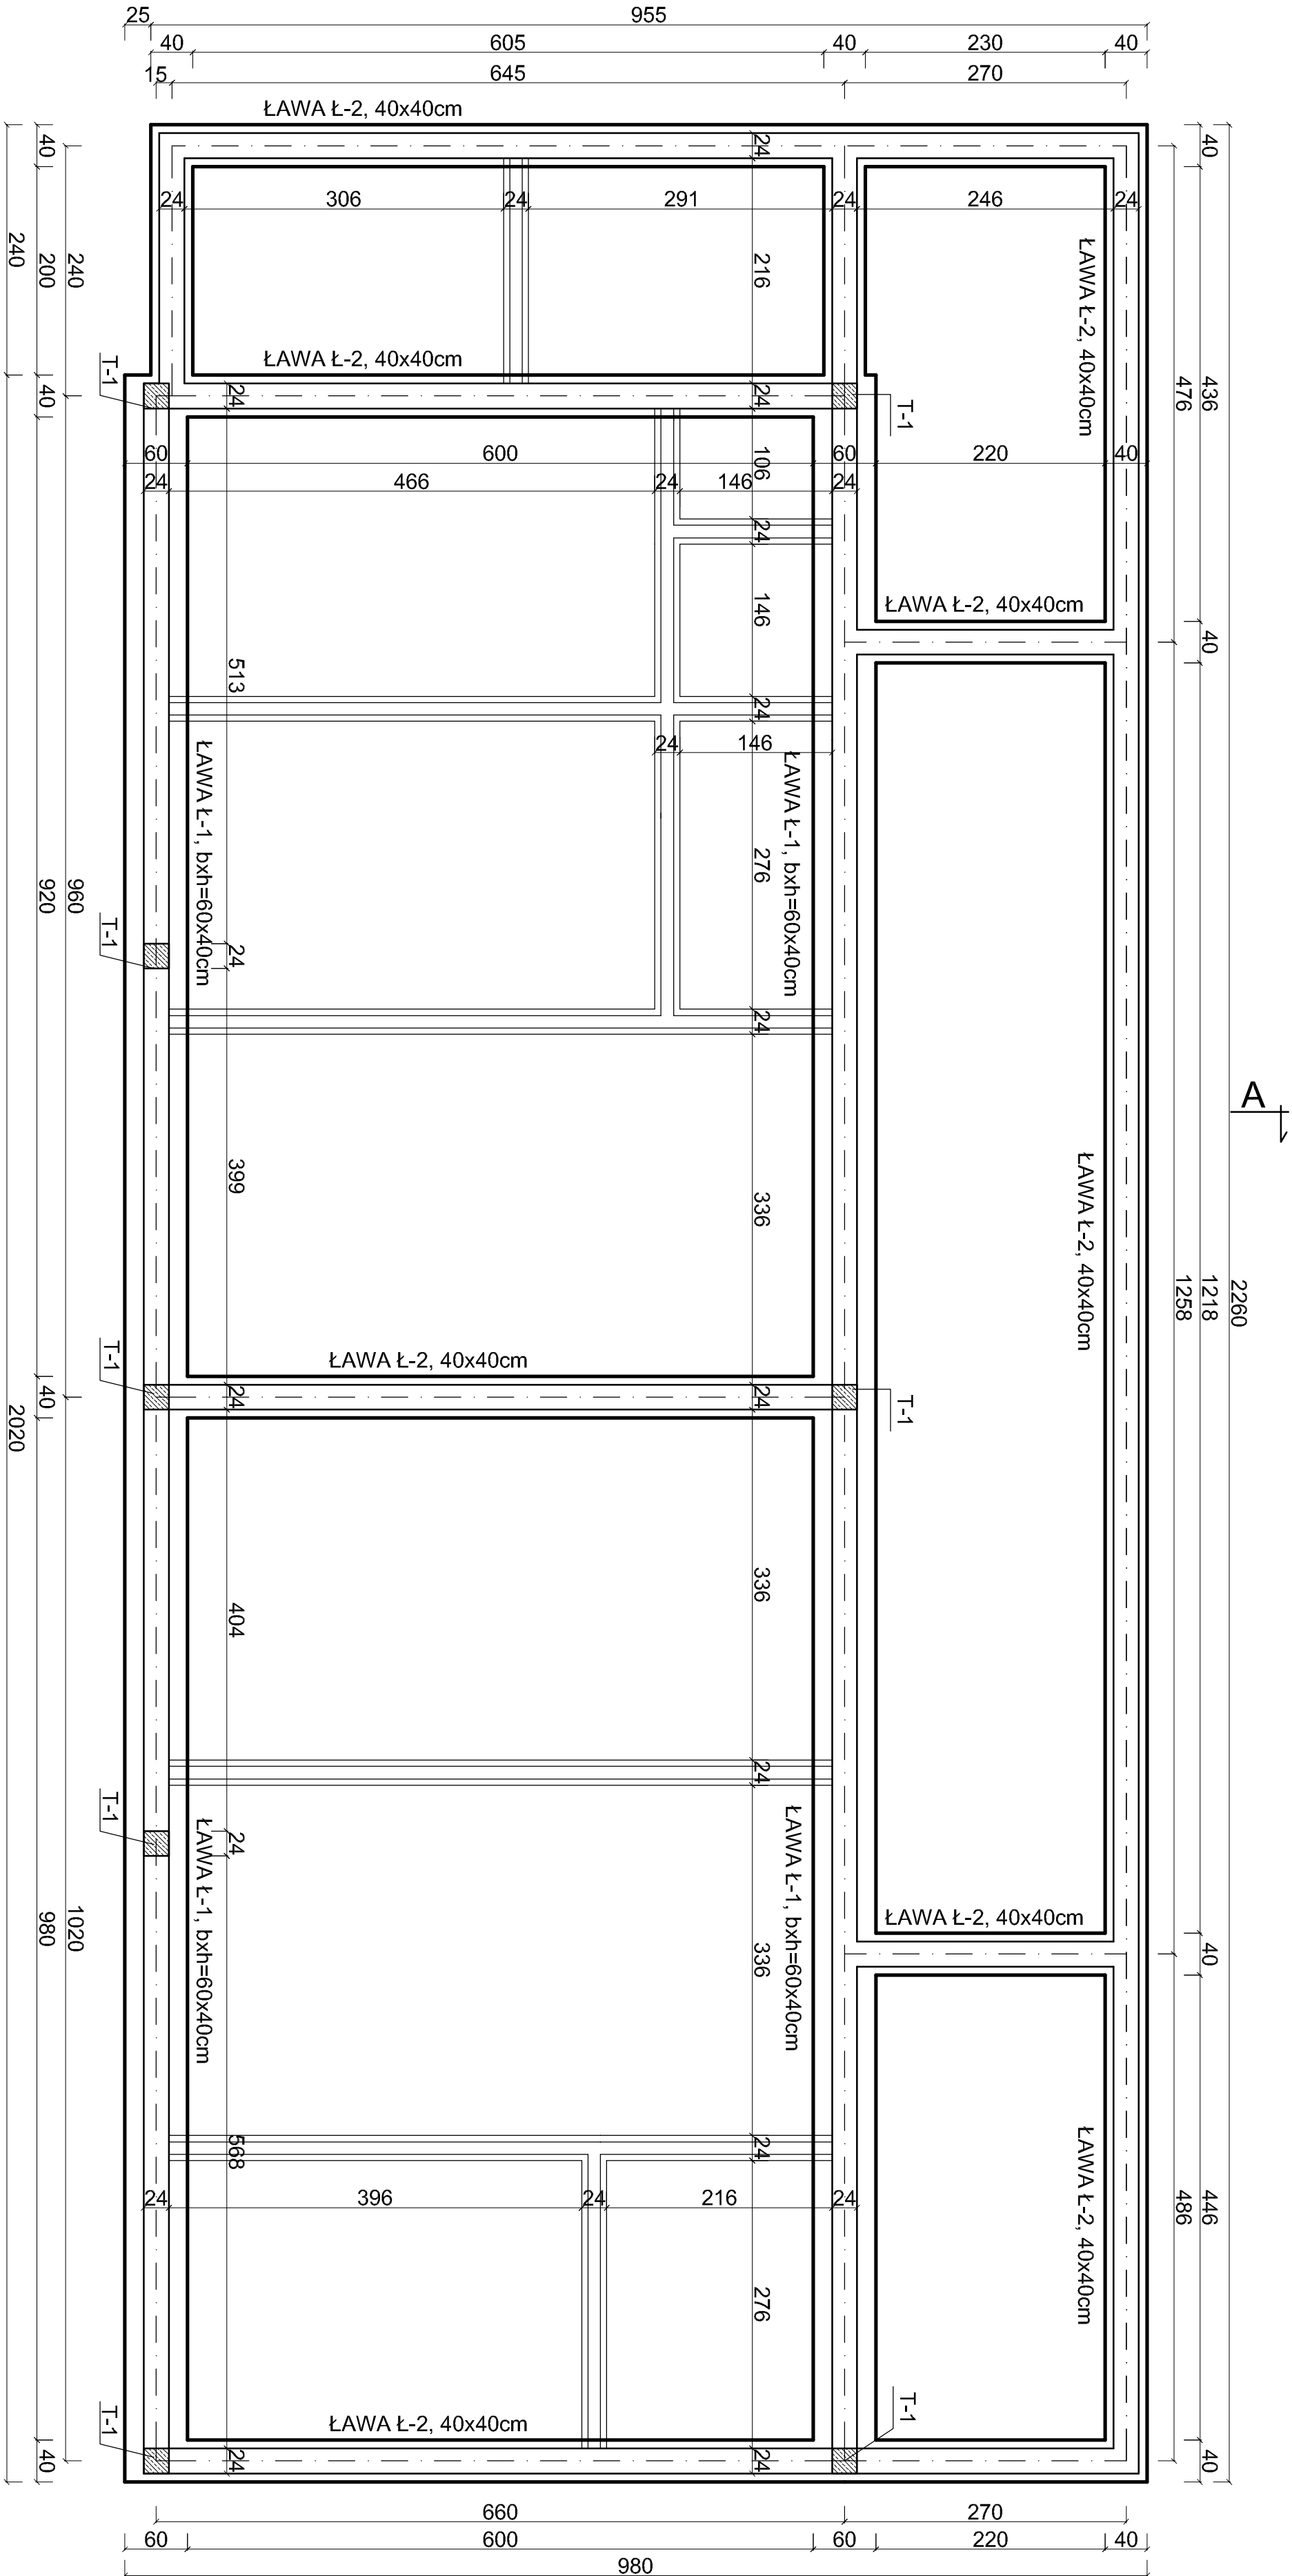 25 955
40 605 40 230 40
15 645 270
ŁAWA Ł-2, 40x40cm
40 40 24 40
24 306 24 291 24 246 24
ŁAWA Ł-2, 40x40cm
240 200 240 216 476 436
ŁAWA Ł-2, 40x40cm
T-1 T-1
40 24 24
60 600 60 220 40
106
24 466 24 146 24
24
146
ŁAWA Ł-2, 40x40cm
40
513 24
24 146
ŁAWA Ł-1, bxh=60x40cm
ŁAWA Ł-1, bxh=60x40cm
276
920 960
T-1 24
24
A
399 336
ŁAWA Ł-2, 40x40cm
1258 1218 2260
ŁAWA Ł-2, 40x40cm
T-1 T-1
2020 40 24 24
336
404
24
T-1 24
ŁAWA Ł-1, bxh=60x40cm
ŁAWA Ł-1, bxh=60x40cm
ŁAWA Ł-2, 40x40cm
980 1020 336 40
568 24
24 396 24 216 24
486 446
ŁAWA Ł-2, 40x40cm
276
T-1 T-1
ŁAWA Ł-2, 40x40cm
40 24 24 40
660 270
60 600 60 220 40
980